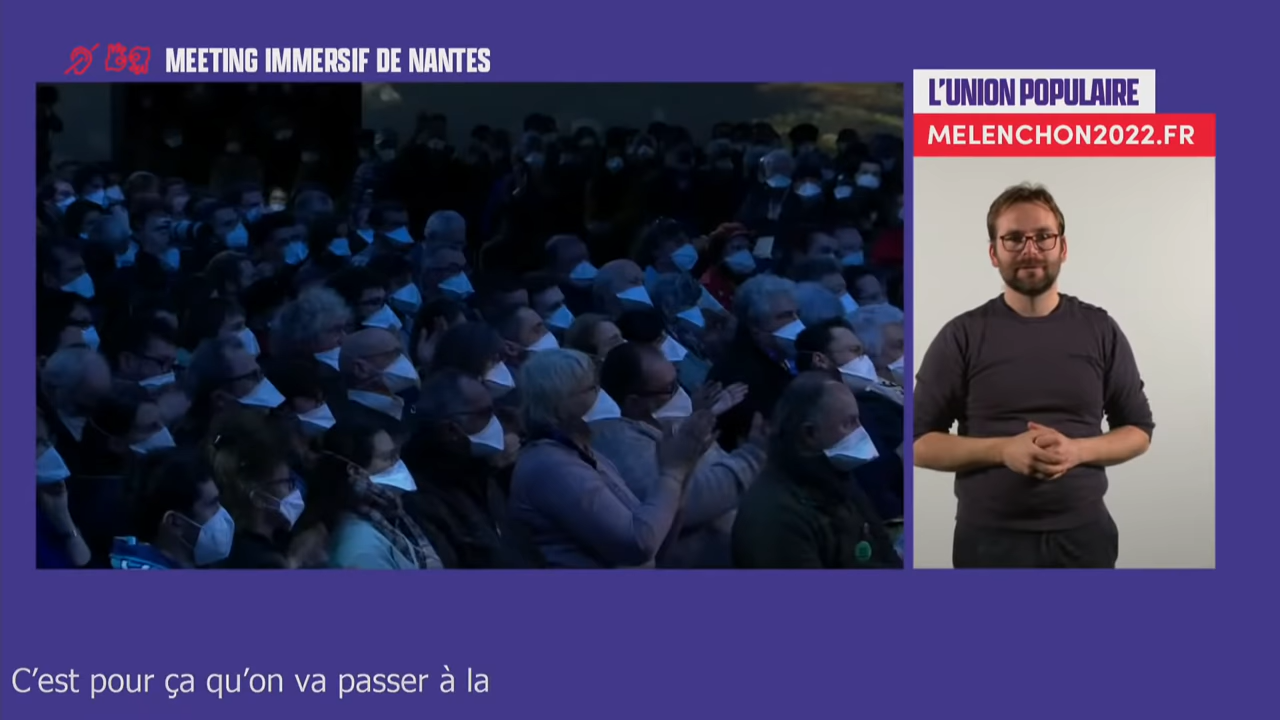 MEETING IMMERSIF DE NANTES
L'UNION POPULAIRE
MELENCHON2022.FR
C’est pour ça qu’on va passer à la